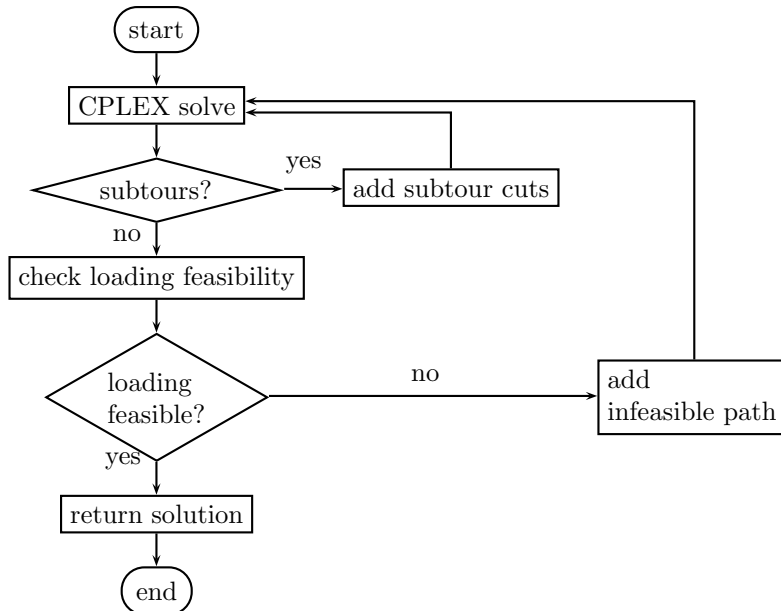 start
CPLEX solve
yes
subtours?
add subtour cuts
no
check loading feasibility
no
loading
feasible?
add
infeasible path
yes
return solution
end